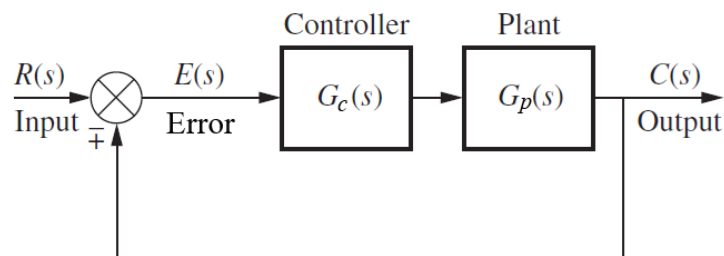 Controller Plant
R(s) E(s) G_c(s) G_p(s) C(s)
Input ∓ Error Output